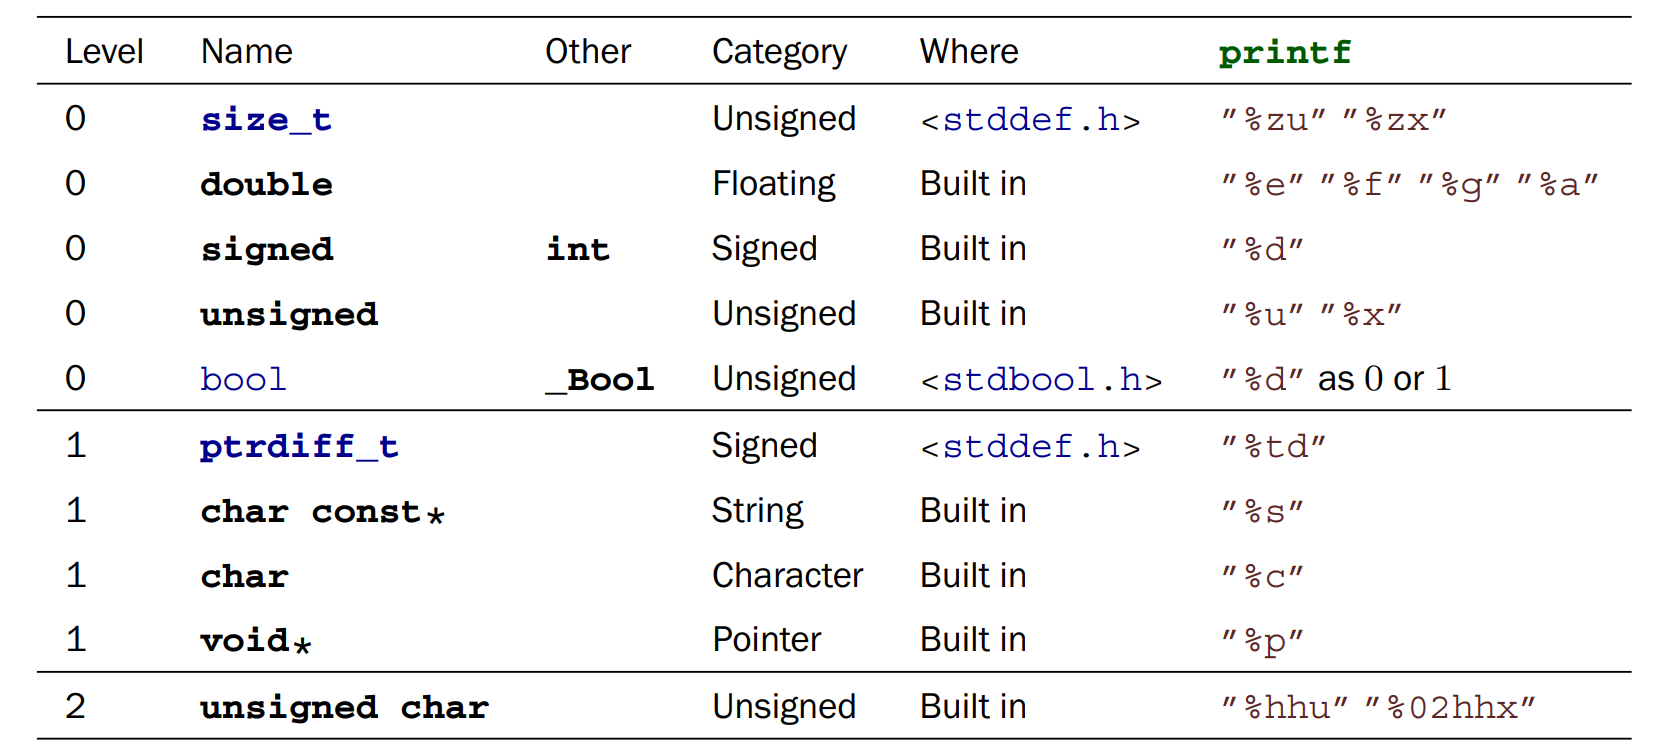 Level Name Other Category Where printf
0 size_t Unsigned <stddef.h> "%zu" "%zx"
0 double Floating Built in "%e" "%f" "%g" "%a"
0 signed int Signed Built in "%d"
0 unsigned Unsigned Built in "%u" "%x"
0 bool _Bool Unsigned <stdbool.h> "%d" as 0 or 1
1 ptrdiff_t Signed <stddef.h> "%td"
1 char const* String Built in "%s"
1 char Character Built in "%c"
1 void* Pointer Built in "%p"
2 unsigned char Unsigned Built in "%hhu" "%02hhx"